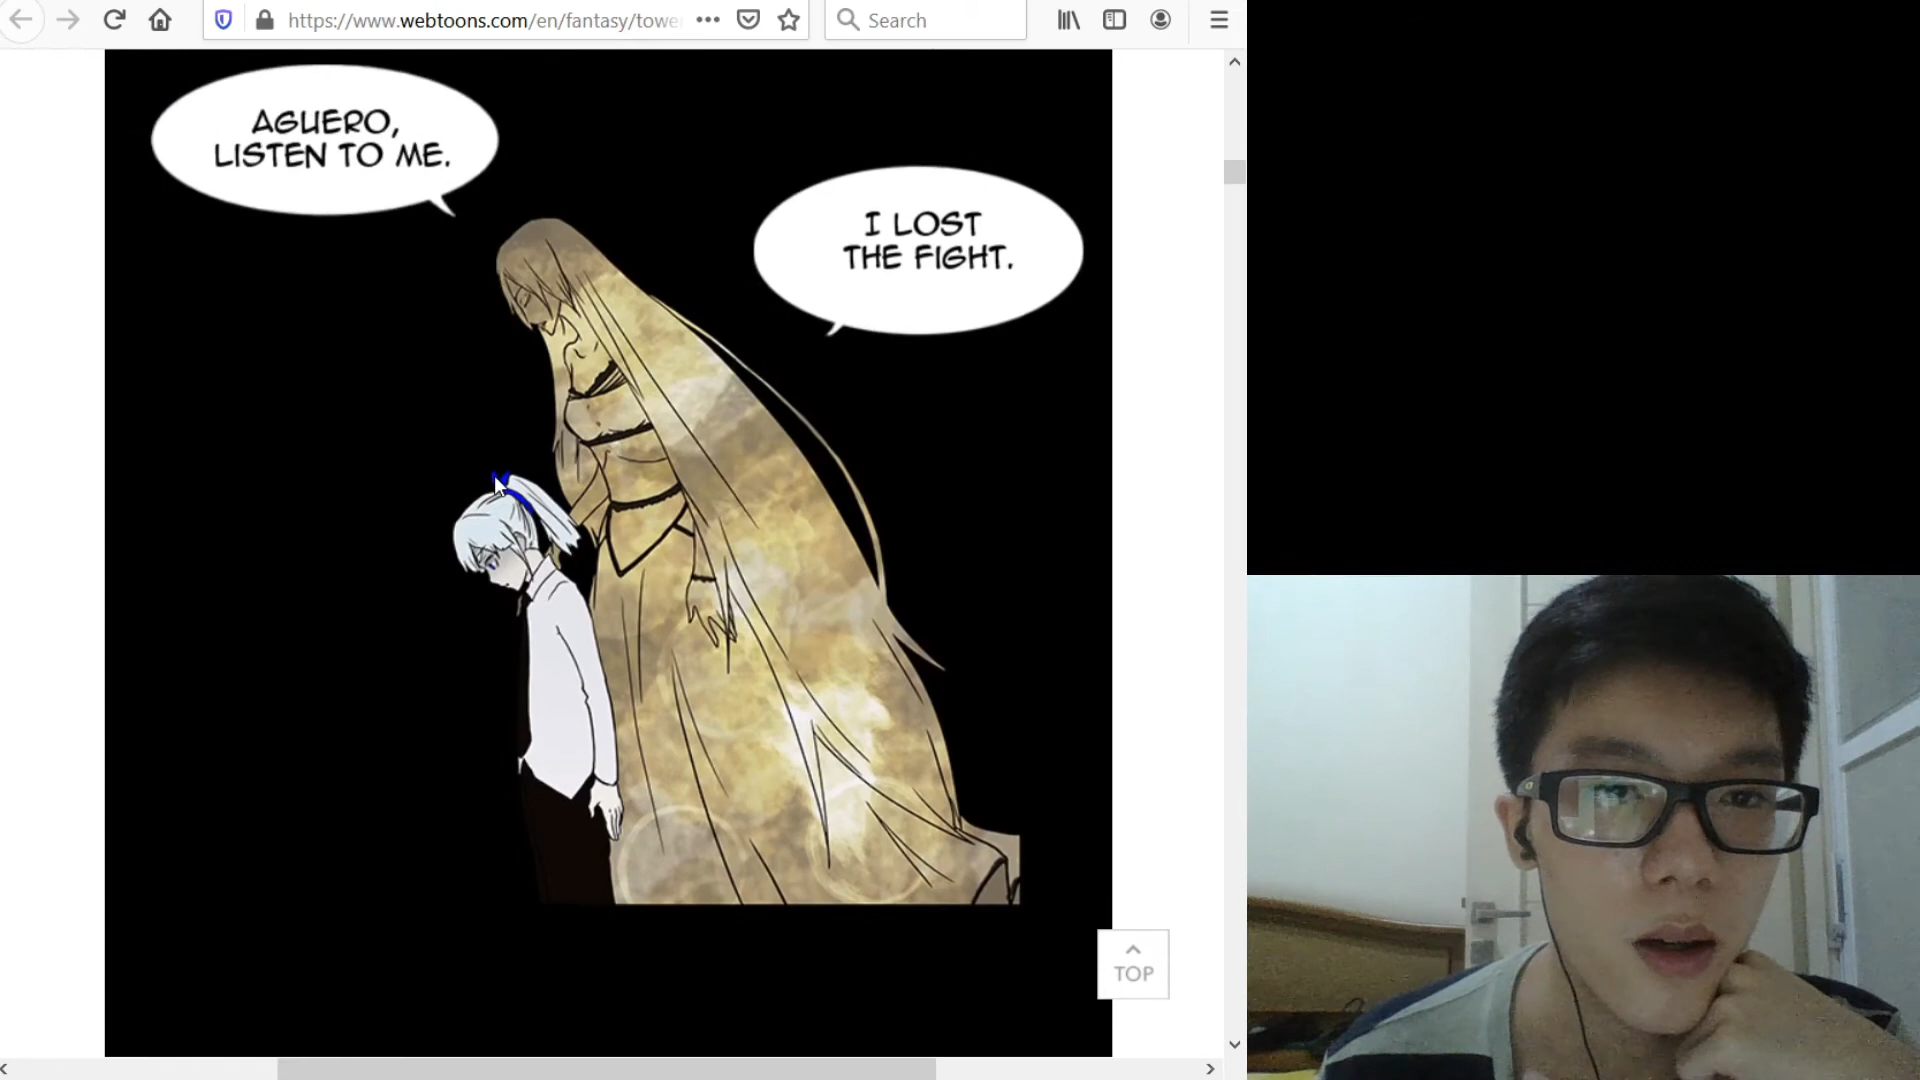 https://www.webtoons.com/en/fantasy/towe
Search
AGUERO,
LISTEN TO ME.
I LOST
THE FIGHT.
TOP